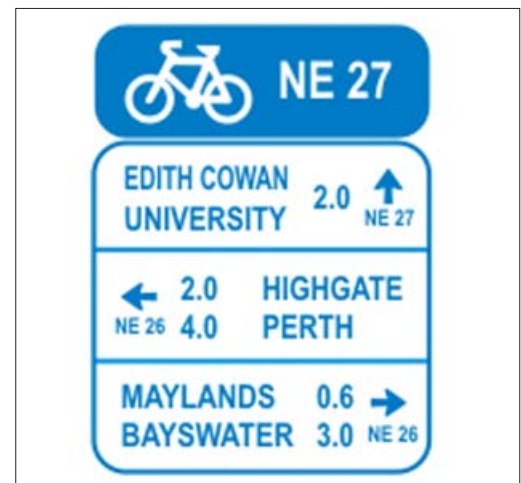 NE 27
EDITH COWAN
UNIVERSITY 2.0
NE 27
2.0 HIGHGATE
NE 26 4.0 PERTH
MAYLANDS 0.6
BAYSWATER 3.0 NE 26